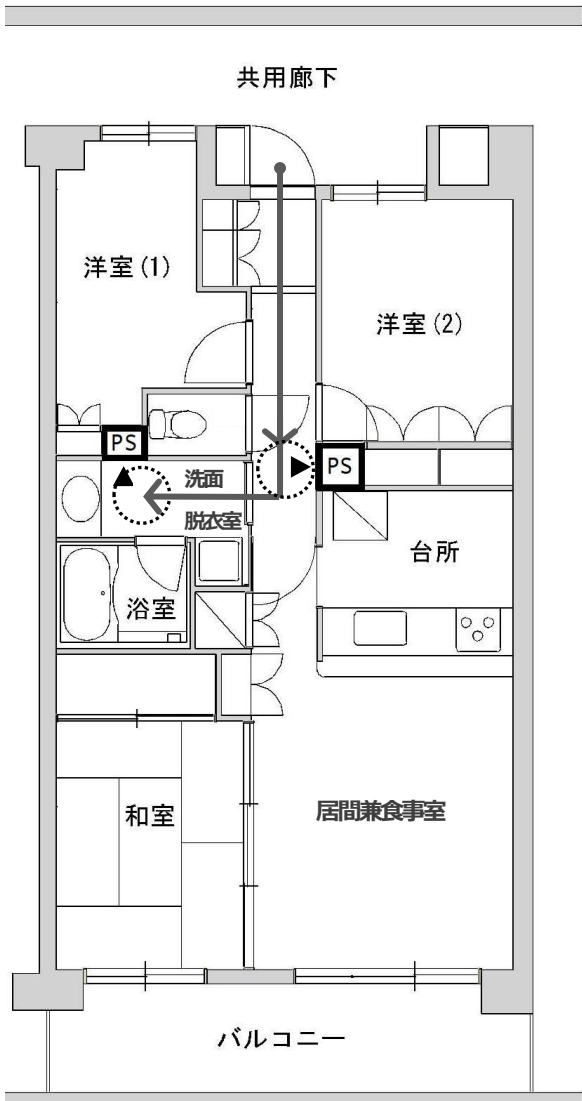 共用廊下
洋室(1)
洋室(2)
PS
PS
洗面
脱衣室
台所
浴室
和室
居間兼食事室
バルコニー